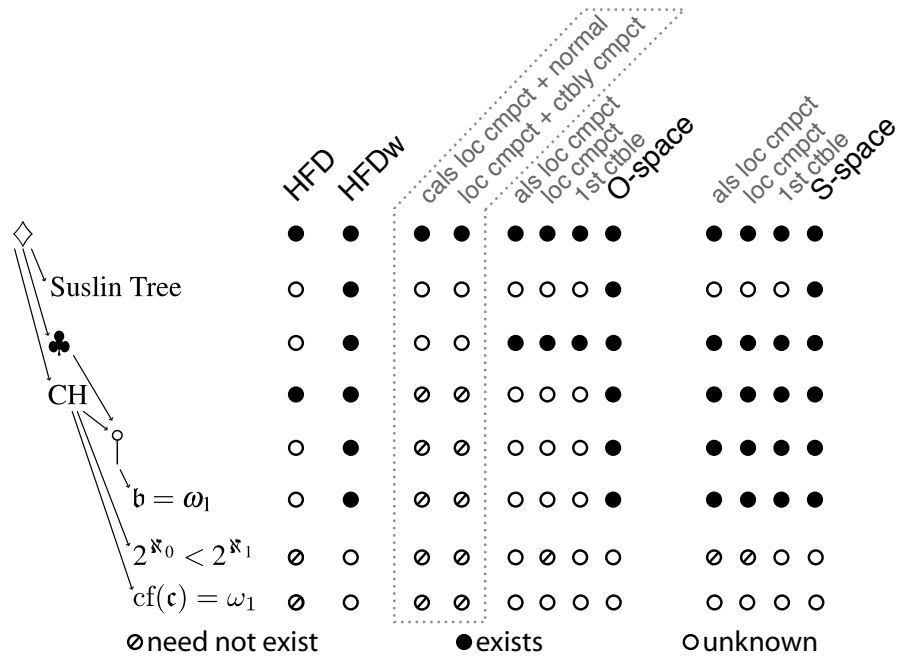 HFD
HFDw
cals loc cmpct + normal
loc cmpct + ctbly cmpct
als loc cmpct
loc cmpct
1st ctble
O-space
als loc cmpct
loc cmpct
1st ctble
S-space
◇
Suslin Tree
♣
CH
𝔟 = ω₁
2^ℵ₀ < 2^ℵ₁
cf(𝔠) = ω₁
need not exist
exists
unknown